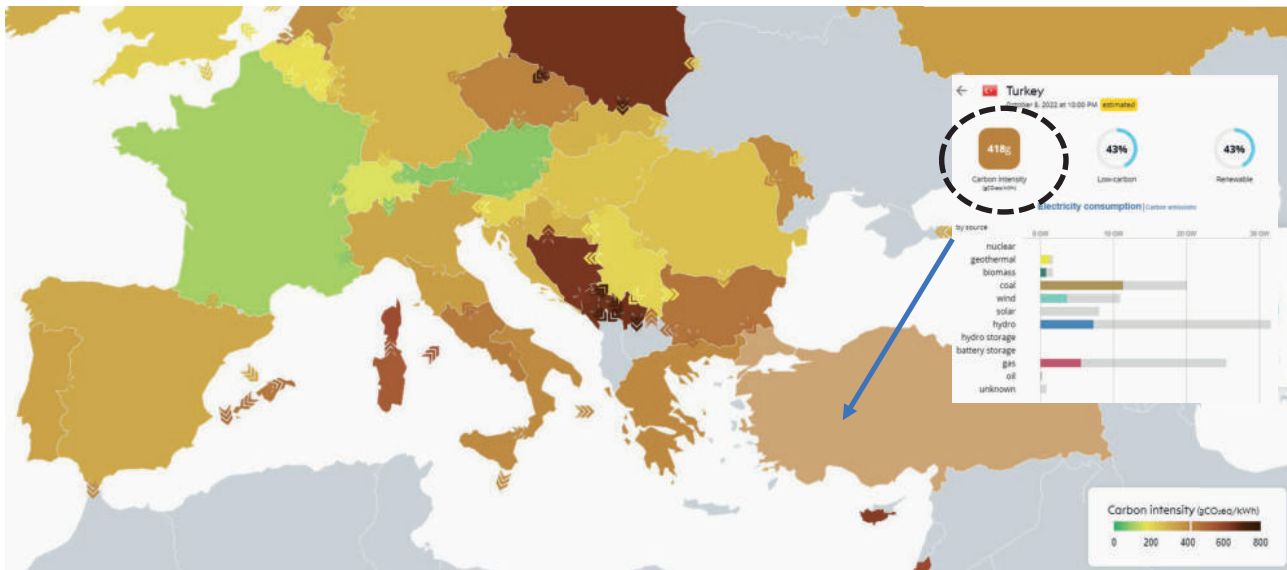 Turkey
October 8, 2022 at 10:00 PM estimated
418g
43%
43%
Carbon intensity
(gCO₂eq/kWh)
Low-carbon
Renewable
Electricity consumption | Carbon emissions
by source
0 GW
10 GW
20 GW
30 GW
nuclear
geothermal
biomass
coal
wind
solar
hydro
hydro storage
battery storage
gas
oil
unknown
Carbon intensity (gCO₂eq/kWh)
0 200 400 600 800